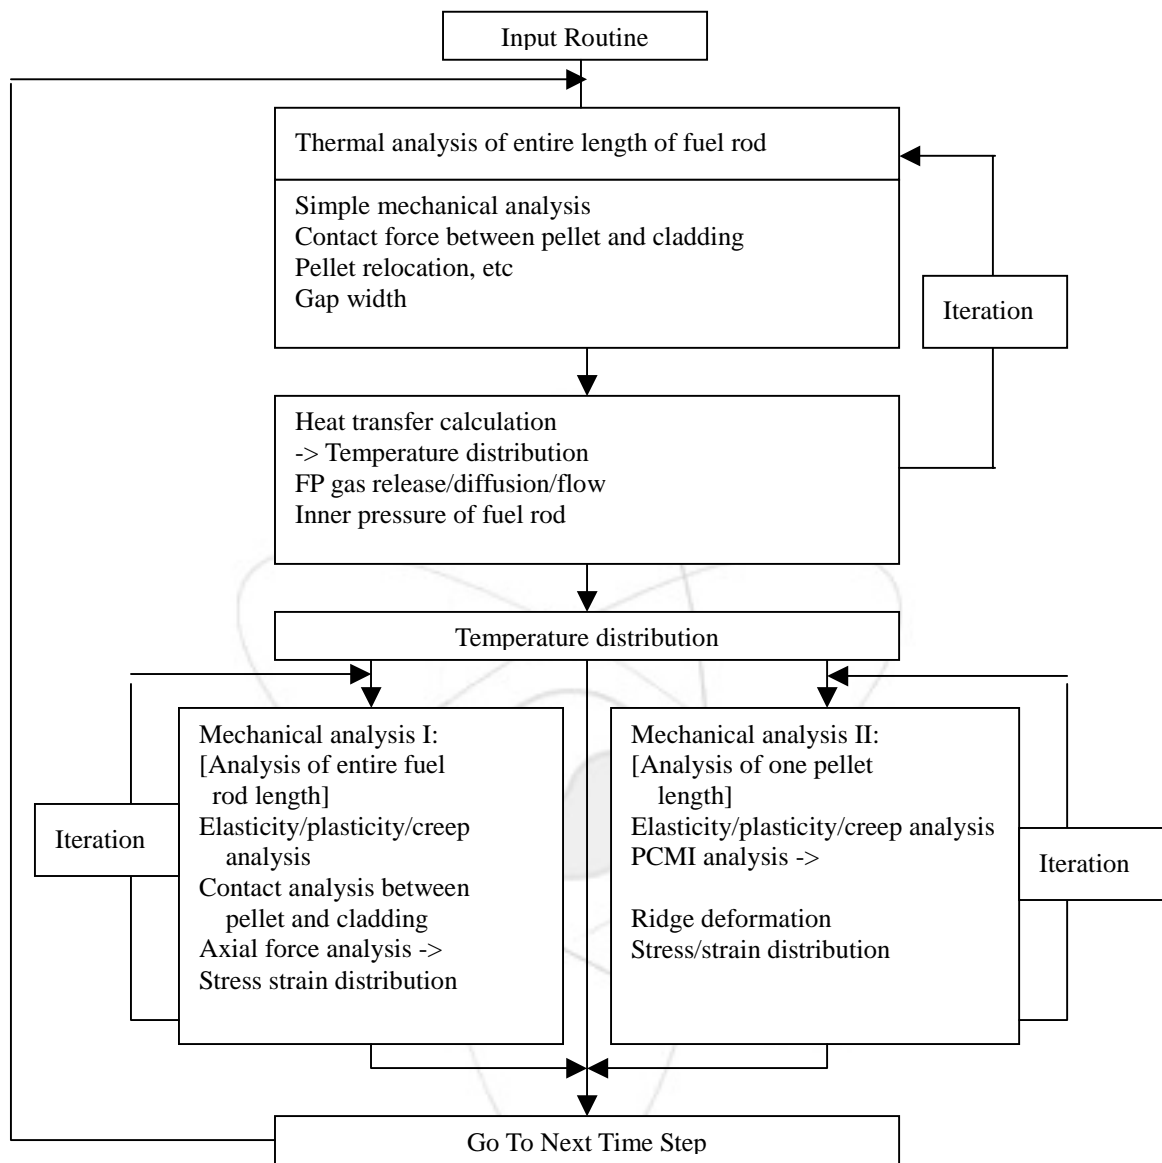 Input Routine
Thermal analysis of entire length of fuel rod
Simple mechanical analysis
Contact force between pellet and cladding
Pellet relocation, etc
Gap width
Iteration
Heat transfer calculation
-> Temperature distribution
FP gas release/diffusion/flow
Inner pressure of fuel rod
Temperature distribution
Mechanical analysis I:
[Analysis of entire fuel
rod length]
Elasticity/plasticity/creep
analysis
Contact analysis between
pellet and cladding
Axial force analysis ->
Stress strain distribution
Iteration
Mechanical analysis II:
[Analysis of one pellet
length]
Elasticity/plasticity/creep analysis
PCMI analysis ->
Ridge deformation
Stress/strain distribution
Iteration
Go To Next Time Step